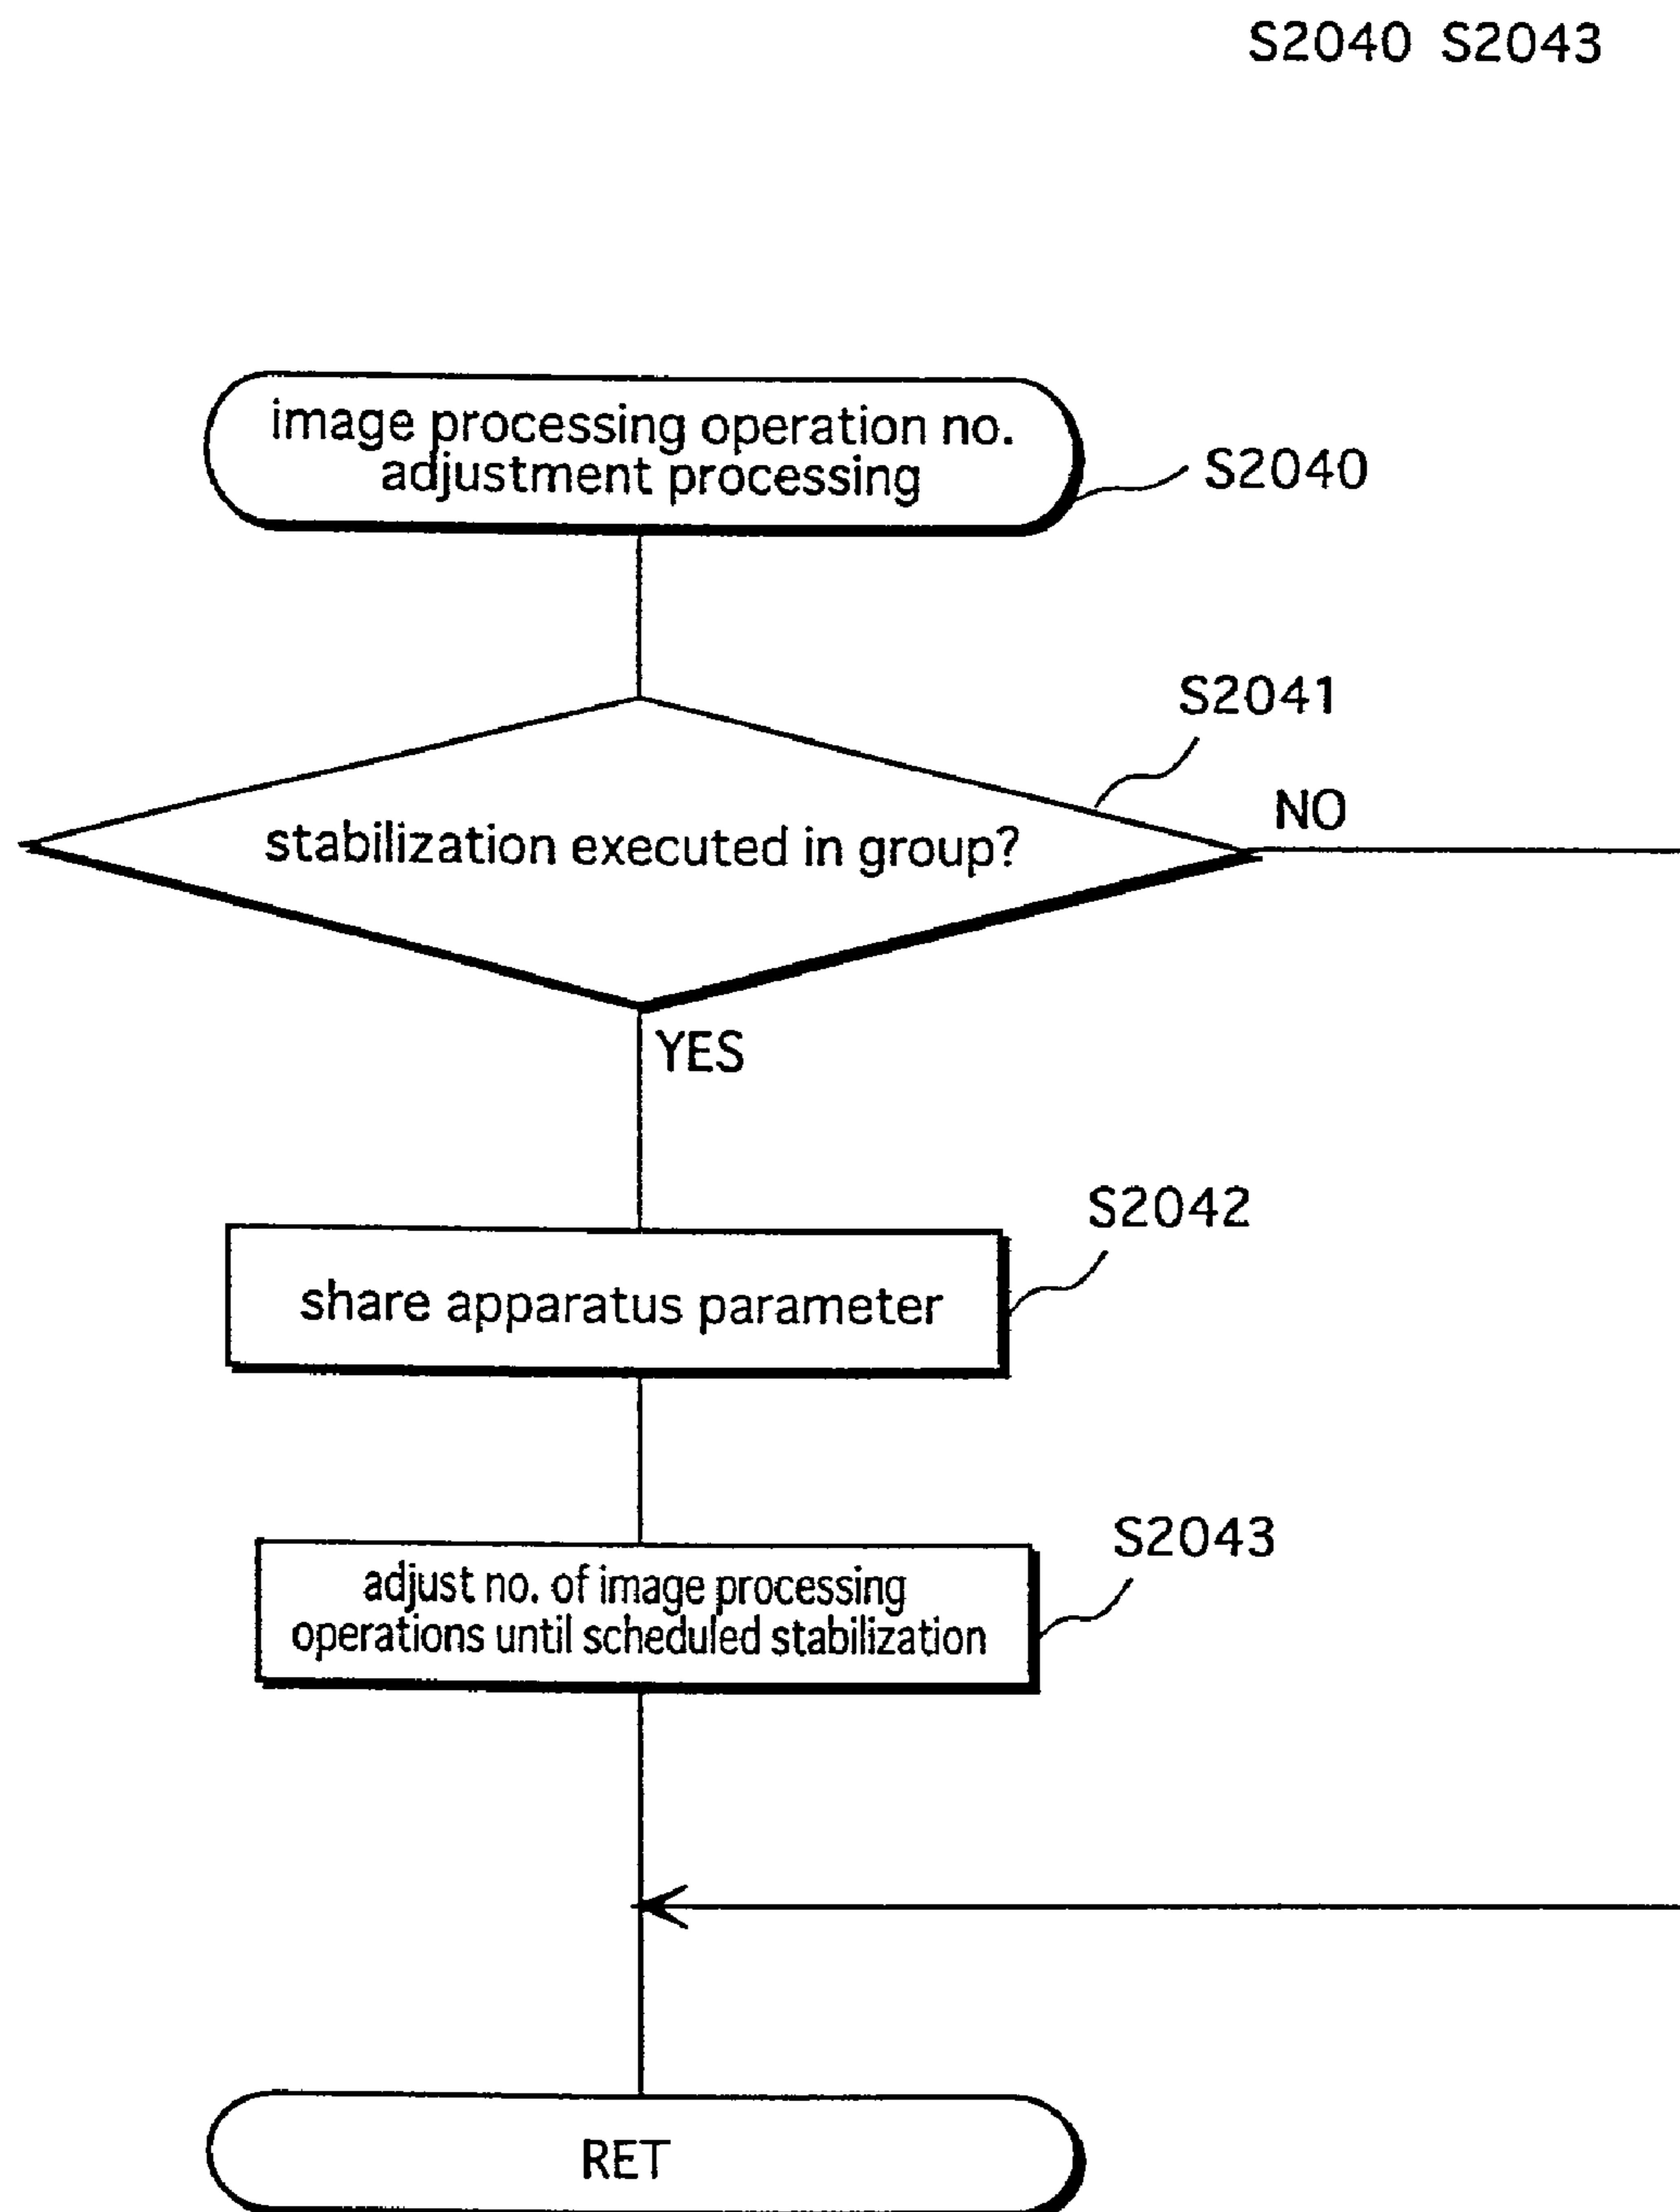 S2040 S2043
image processing operation no.
adjustment processing
S2040
S2041
stabilization executed in group?
NO
YES
S2042
share apparatus parameter
S2043
adjust no. of image processing
operations until scheduled stabilization
RET